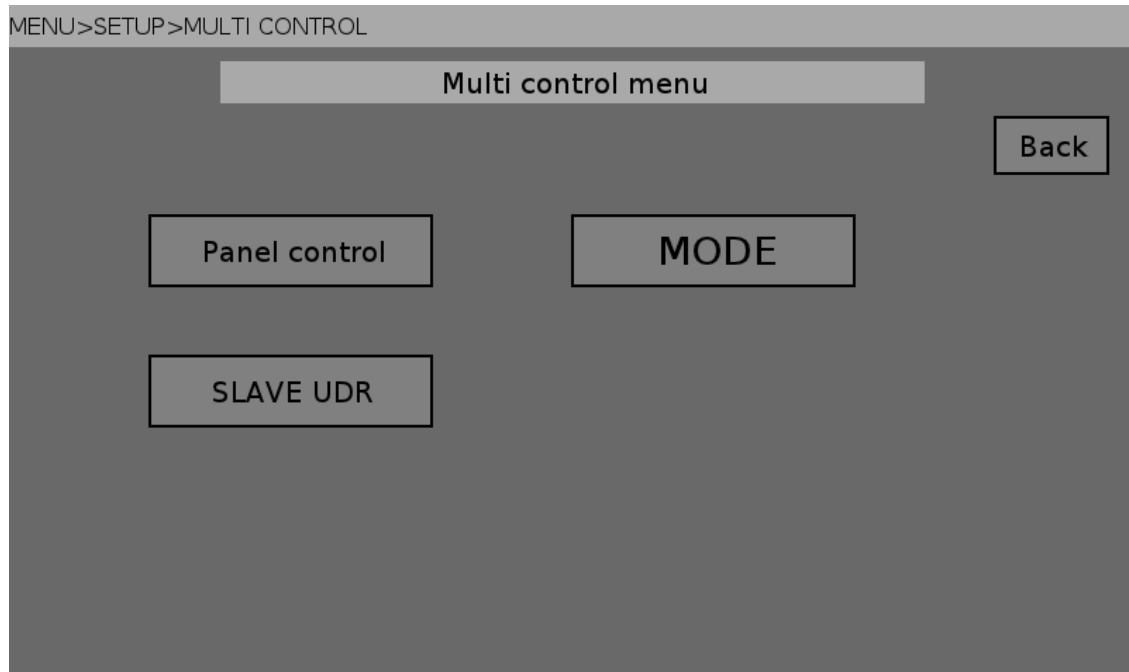 MENU>SETUP>MULTI CONTROL
Multi control menu
Back
Panel control
MODE
SLAVE UDR